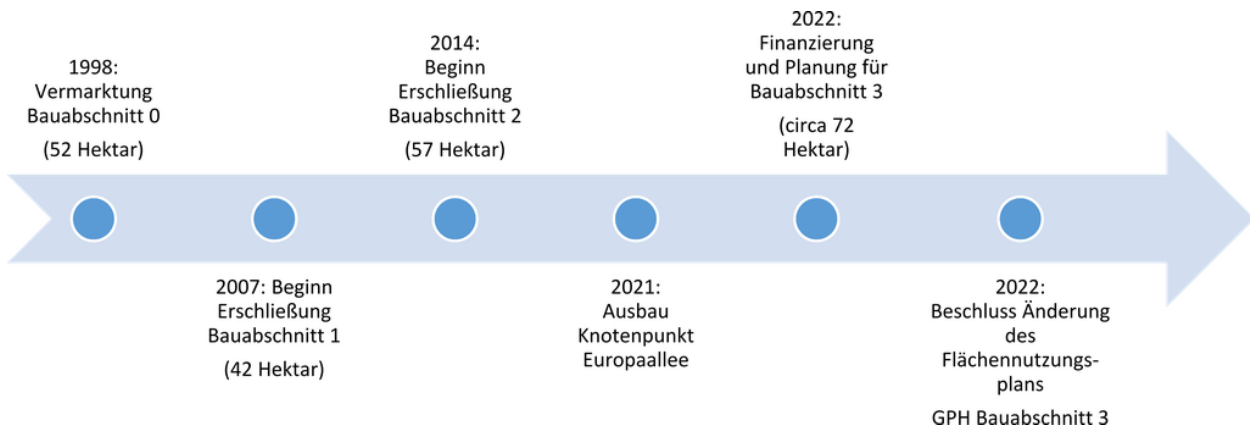 1998:
Vermarktung
Bauabschnitt 0
(52 Hektar)
2007: Beginn
Erschließung
Bauabschnitt 1
(42 Hektar)
2014:
Beginn
Erschließung
Bauabschnitt 2
(57 Hektar)
2021:
Ausbau
Knotenpunkt
Europaallee
2022:
Finanzierung
und Planung für
Bauabschnitt 3
(circa 72
Hektar)
2022:
Beschluss Änderung
des
Flächennutzungs-
plans
GPH Bauabschnitt 3